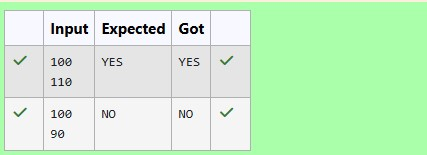 Input Expected Got
100 YES YES
110
100 NO NO
90